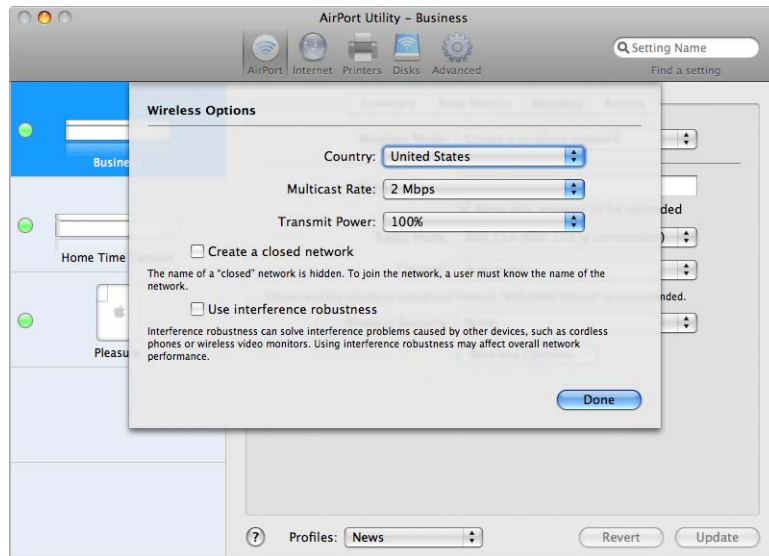 AirPort Utility – Business
AirPort Internet Printers Disks Advanced
Setting Name
Find a setting
Business
Home Time Capsule
Pleasu
Wireless Options
Country: United States
Multicast Rate: 2 Mbps
Transmit Power: 100%
Create a closed network
The name of a "closed" network is hidden. To join the network, a user must know the name of the
network.
Use interference robustness
Interference robustness can solve interference problems caused by other devices, such as cordless
phones or wireless video monitors. Using interference robustness may affect overall network
performance.
Done
? Profiles: News
Revert Update